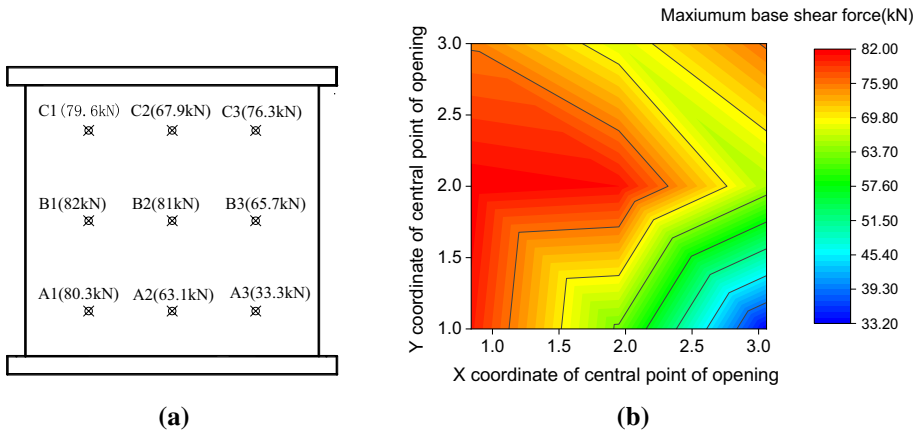 C1(79.6kN) C2(67.9kN) C3(76.3kN)
B1(82kN) B2(81kN) B3(65.7kN)
A1(80.3kN) A2(63.1kN) A3(33.3kN)
(a)
Maxiumum base shear force(kN)
Y coordinate of central point of opening
3.0
2.5
2.0
1.5
1.0
1.0 1.5 2.0 2.5 3.0
X coordinate of central point of opening
82.00
75.90
69.80
63.70
57.60
51.50
45.40
39.30
33.20
(b)